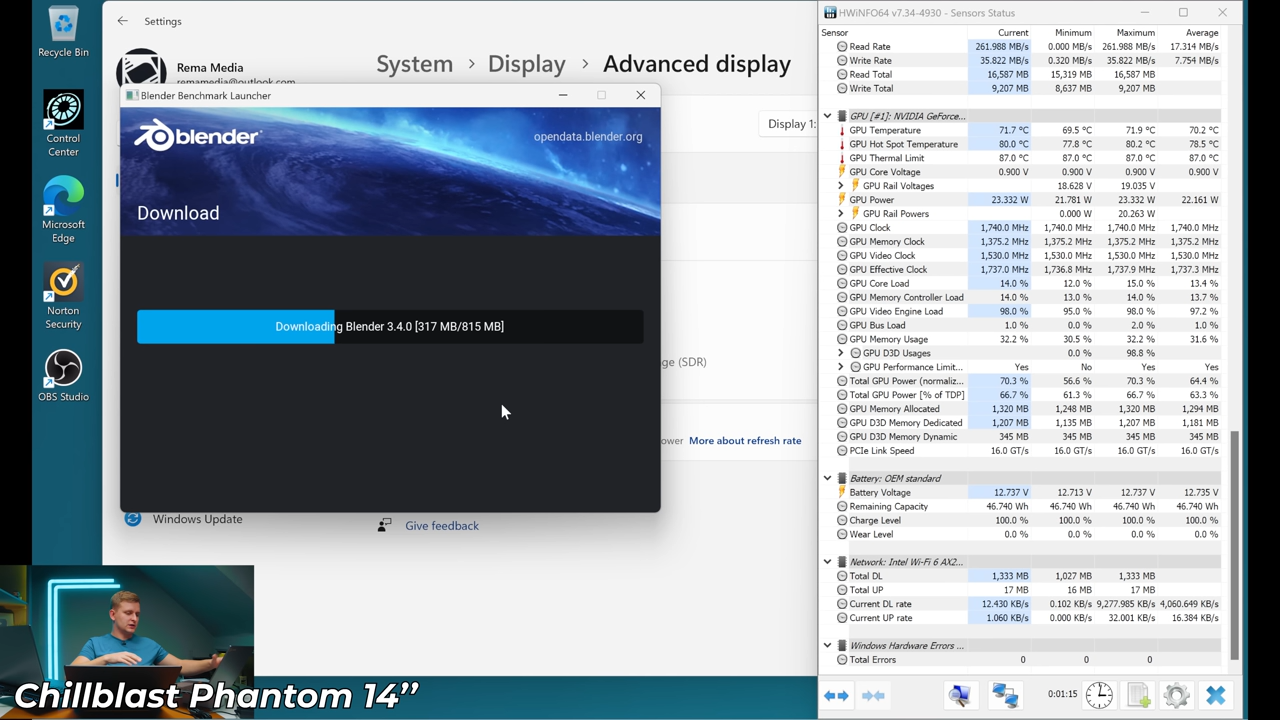 Recycle Bin
Control
Center
Microsoft
Edge
Norton
Security
OBS Studio
Settings
Rema Media
remamedia@outlook.com
System > Display > Advanced display
Display 1:
Blender Benchmark Launcher
blender
opendata.blender.org
Download
Downloading Blender 3.4.0 [317 MB/815 MB]
ge (SDR)
ower More about refresh rate
Windows Update
Give feedback
HWiNFO64 v7.34-4930 - Sensors Status
Sensor Current Minimum Maximum Average
Read Rate 261.988 MB/s 0.000 MB/s 261.988 MB/s 17.314 MB/s
Write Rate 35.822 MB/s 0.320 MB/s 35.822 MB/s 7.754 MB/s
Read Total 16,587 MB 15,319 MB 16,587 MB
Write Total 9,207 MB 8,637 MB 9,207 MB
GPU [#1]: NVIDIA GeForce...
GPU Temperature 71.7 °C 69.5 °C 71.9 °C 70.2 °C
GPU Hot Spot Temperature 80.0 °C 77.8 °C 80.2 °C 78.5 °C
GPU Thermal Limit 87.0 °C 87.0 °C 87.0 °C 87.0 °C
GPU Core Voltage 0.900 V 0.900 V 0.900 V 0.900 V
GPU Rail Voltages 18.628 V 19.035 V
GPU Power 23.332 W 21.781 W 23.332 W 22.161 W
GPU Rail Powers 0.000 W 20.263 W
GPU Clock 1,740.0 MHz 1,740.0 MHz 1,740.0 MHz 1,740.0 MHz
GPU Memory Clock 1,375.2 MHz 1,375.2 MHz 1,375.2 MHz 1,375.2 MHz
GPU Video Clock 1,530.0 MHz 1,530.0 MHz 1,530.0 MHz 1,530.0 MHz
GPU Effective Clock 1,737.0 MHz 1,736.8 MHz 1,737.9 MHz 1,737.3 MHz
GPU Core Load 14.0 % 12.0 % 15.0 % 13.4 %
GPU Memory Controller Load 14.0 % 13.0 % 14.0 % 13.7 %
GPU Video Engine Load 98.0 % 95.0 % 98.0 % 97.2 %
GPU Bus Load 1.0 % 0.0 % 2.0 % 1.0 %
GPU Memory Usage 32.2 % 30.5 % 32.2 % 31.6 %
GPU D3D Usages 0.0 % 98.8 %
GPU Performance Limit... Yes No Yes Yes
Total GPU Power (normaliz... 70.3 % 56.6 % 70.3 % 64.4 %
Total GPU Power [% of TDP] 66.7 % 61.3 % 66.7 % 63.3 %
GPU Memory Allocated 1,320 MB 1,248 MB 1,320 MB 1,294 MB
GPU D3D Memory Dedicated 1,207 MB 1,135 MB 1,207 MB 1,181 MB
GPU D3D Memory Dynamic 345 MB 345 MB 345 MB 345 MB
PCIe Link Speed 16.0 GT/s 16.0 GT/s 16.0 GT/s 16.0 GT/s
Battery: OEM standard
Battery Voltage 12.737 V 12.713 V 12.737 V 12.735 V
Remaining Capacity 46.740 Wh 46.740 Wh 46.740 Wh 46.740 Wh
Charge Level 100.0 % 100.0 % 100.0 % 100.0 %
Wear Level 0.0 % 0.0 % 0.0 % 0.0 %
Network: Intel Wi-Fi 6 AX2...
Total DL 1,333 MB 1,027 MB 1,333 MB
Total UP 17 MB 16 MB 17 MB
Current DL rate 12.430 KB/s 0.102 KB/s 9,277.985 KB/s 4,060.649 KB/s
Current UP rate 1.060 KB/s 0.000 KB/s 32.001 KB/s 16.384 KB/s
Windows Hardware Errors ...
Total Errors 0 0 0
0:01:15
Chillblast Phantom 14’’